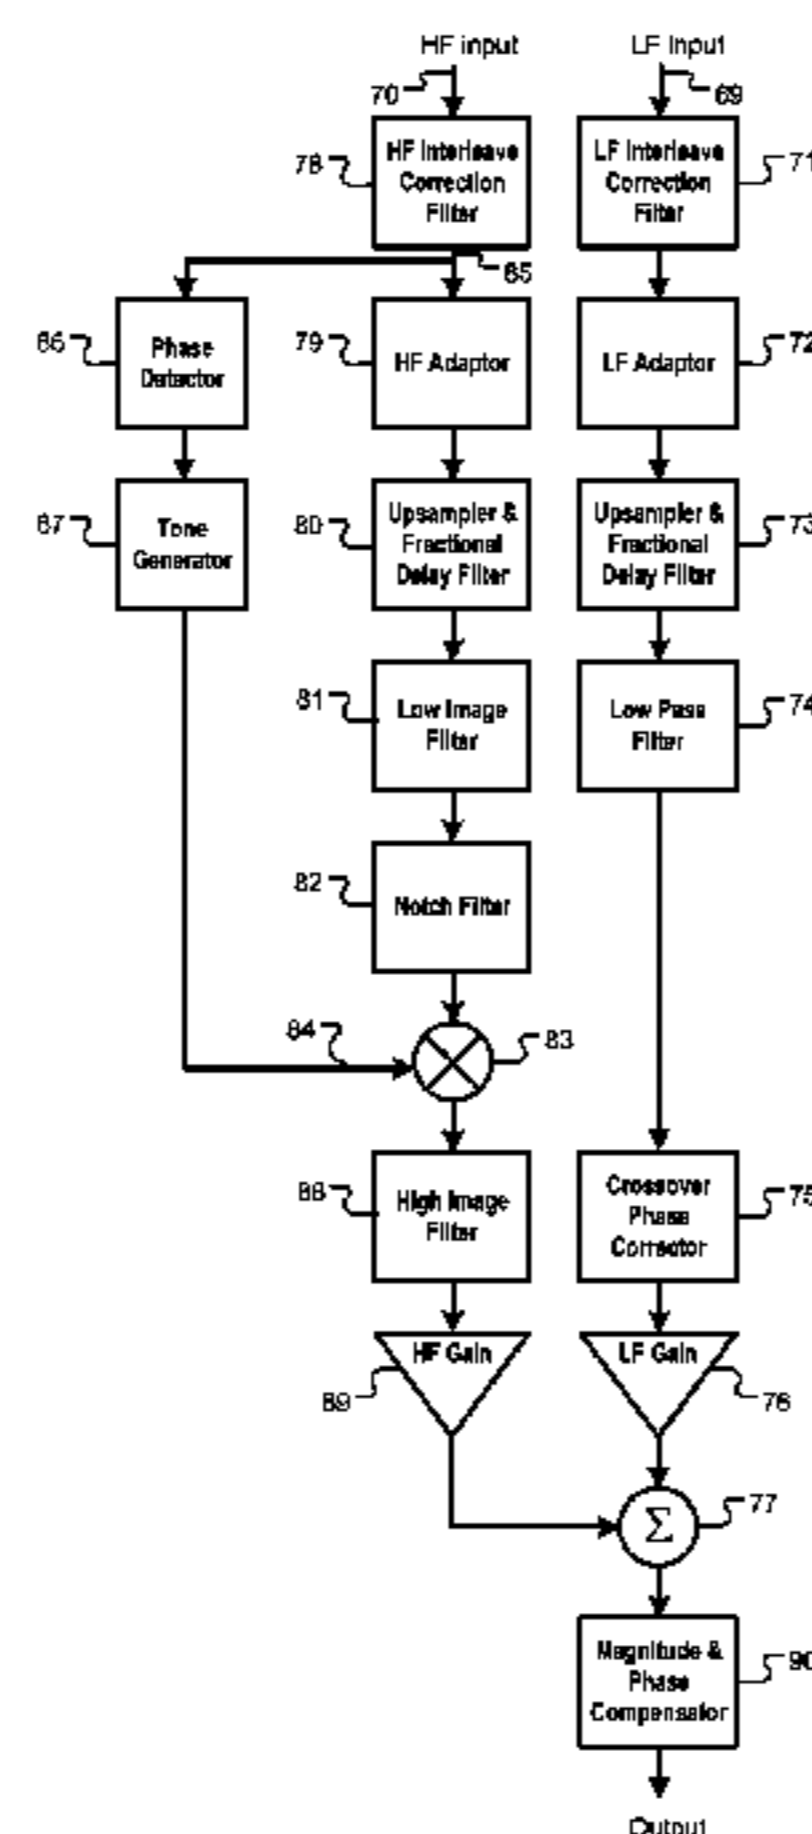 HF input
LF Input
70
69
HF Interleave
Correction
Filter
LF Interleave
Correction
Filter
78
71
85
86
Phase
Detector
79
HF Adaptor
LF Adaptor
72
87
Tone
Generator
80
Upsampler &
Fractional
Delay Filter
Upsampler &
Fractional
Delay Filter
73
81
Low Image
Filter
Low Pass
Filter
74
82
Notch Filter
84
83
88
High Image
Filter
Crossover
Phase
Corrector
75
HF Gain
LF Gain
89
76
Σ
77
Magnitude &
Phase
Compensator
90
Output